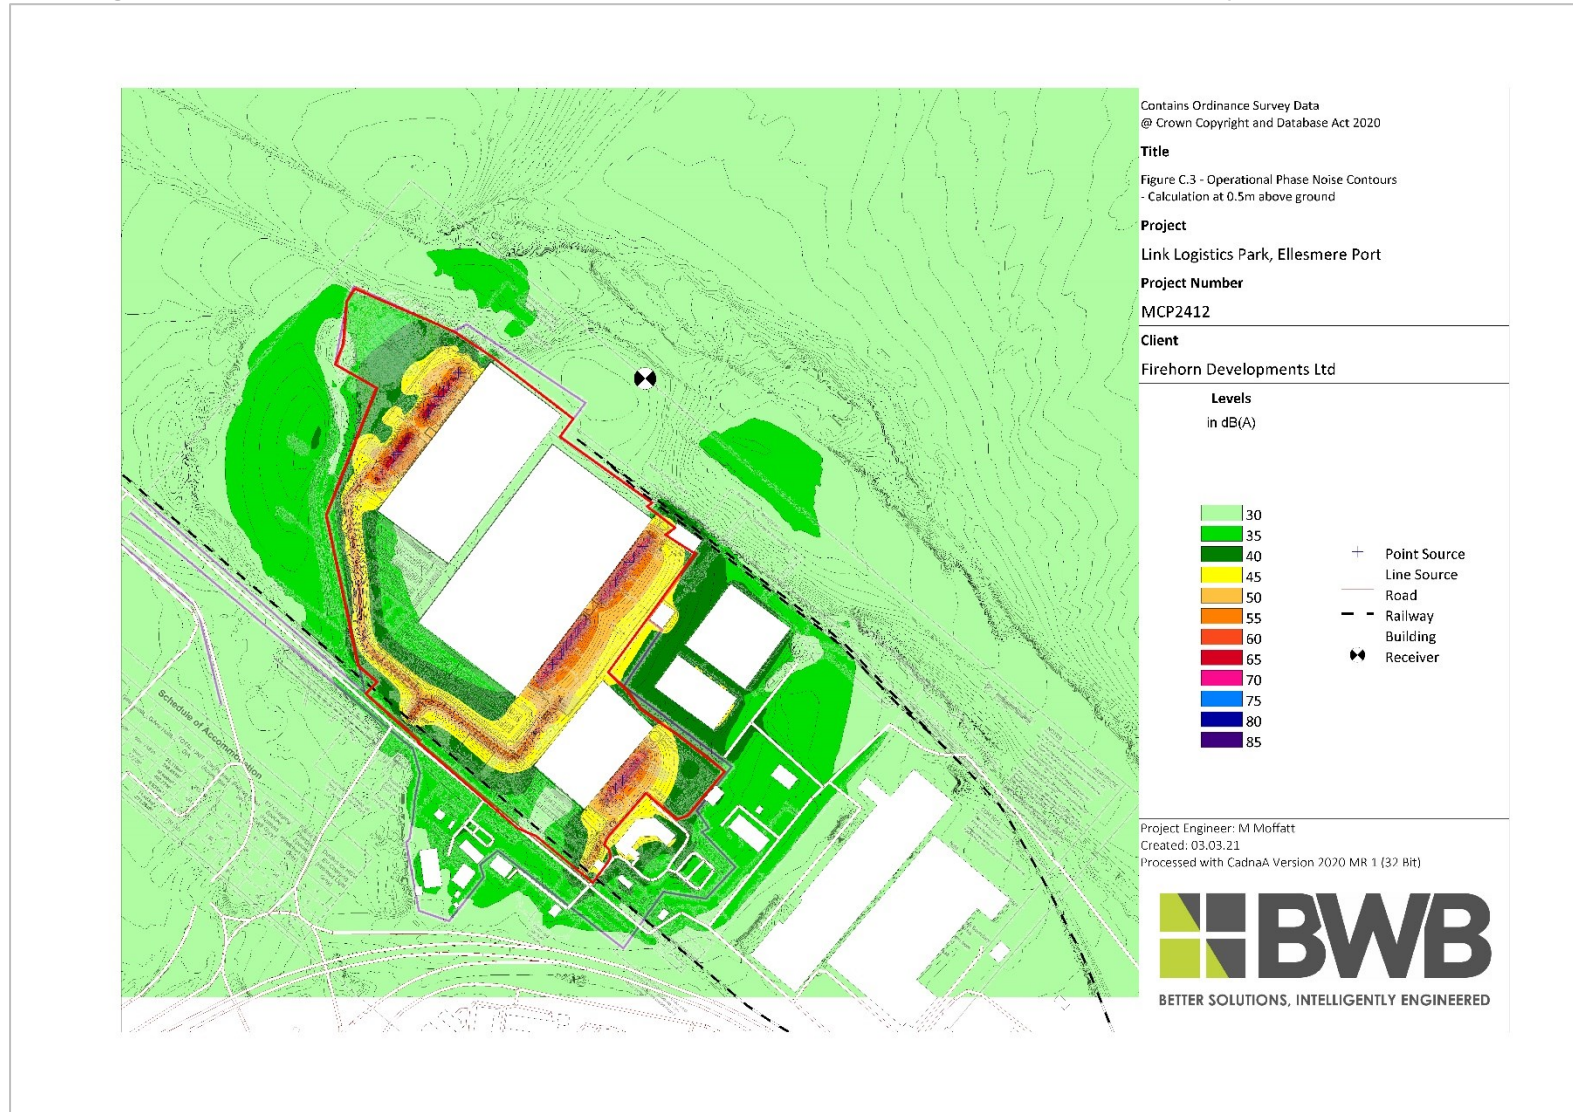 Contains Ordinance Survey Data
@ Crown Copyright and Database Act 2020
Title
Figure C.3 - Operational Phase Noise Contours
- Calculation at 0.5m above ground
Project
Link Logistics Park, Ellesmere Port
Project Number
MCP2412
Client
Firehorn Developments Ltd
Levels
in dB(A)
30
35
40
45
50
55
60
65
70
75
80
85
Point Source
Line Source
Road
Railway
Building
Receiver
Schedule of Accommodation
Project Engineer: M Moffatt
Created: 03.03.21
Processed with CadnaA Version 2020 MR 1 (32 Bit)
BWB
BETTER SOLUTIONS, INTELLIGENTLY ENGINEERED